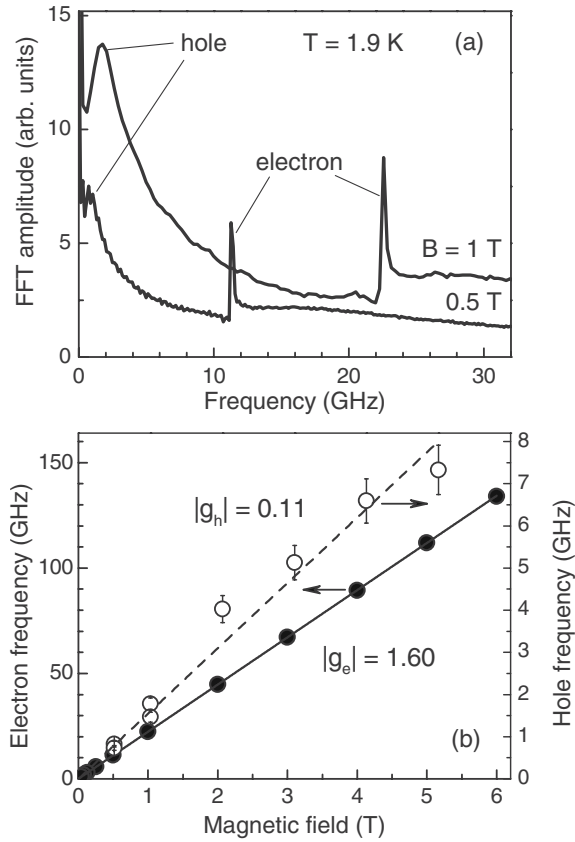 15
10
5
0
FFT amplitude (arb. units)
hole
T = 1.9 K
(a)
electron
B = 1 T
0.5 T
0
10
20
30
Frequency (GHz)
150
100
50
0
Electron frequency (GHz)
|g_h| = 0.11
|g_e| = 1.60
(b)
8
7
6
5
4
3
2
1
0
Hole frequency (GHz)
0
1
2
3
4
5
6
Magnetic field (T)